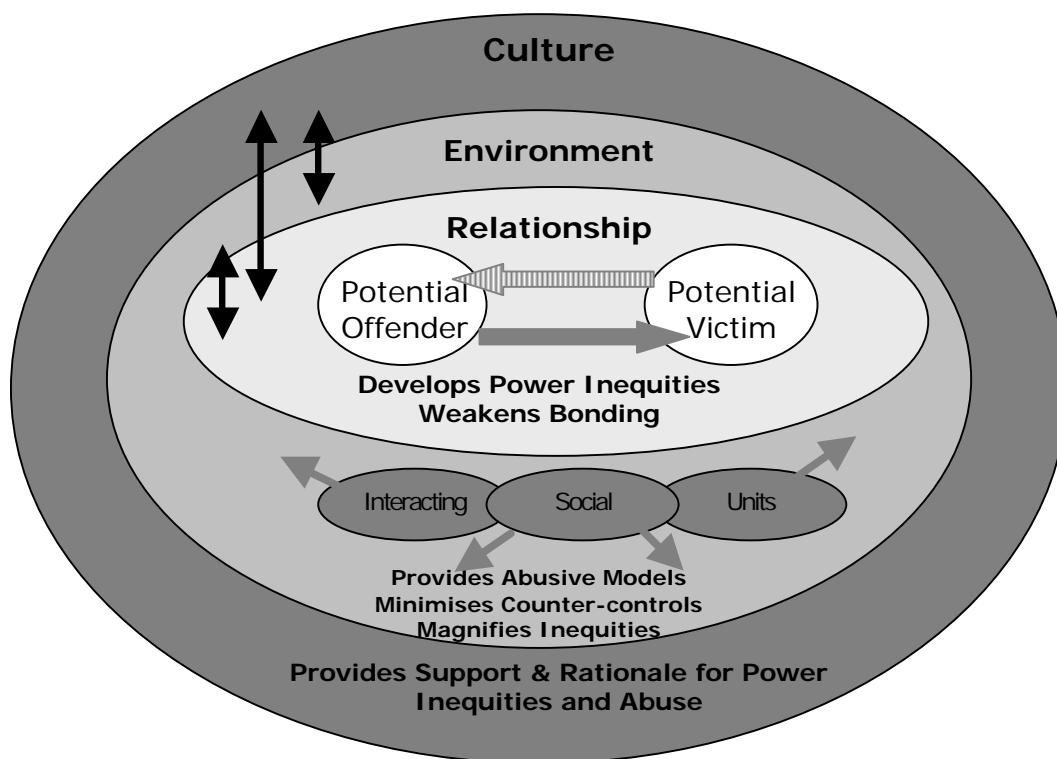 Culture
Environment
Relationship
Potential
Offender
Potential
Victim
Develops Power Inequities
Weakens Bonding
Interacting
Social
Units
Provides Abusive Models
Minimises Counter-controls
Magnifies Inequities
Provides Support & Rationale for Power
Inequities and Abuse